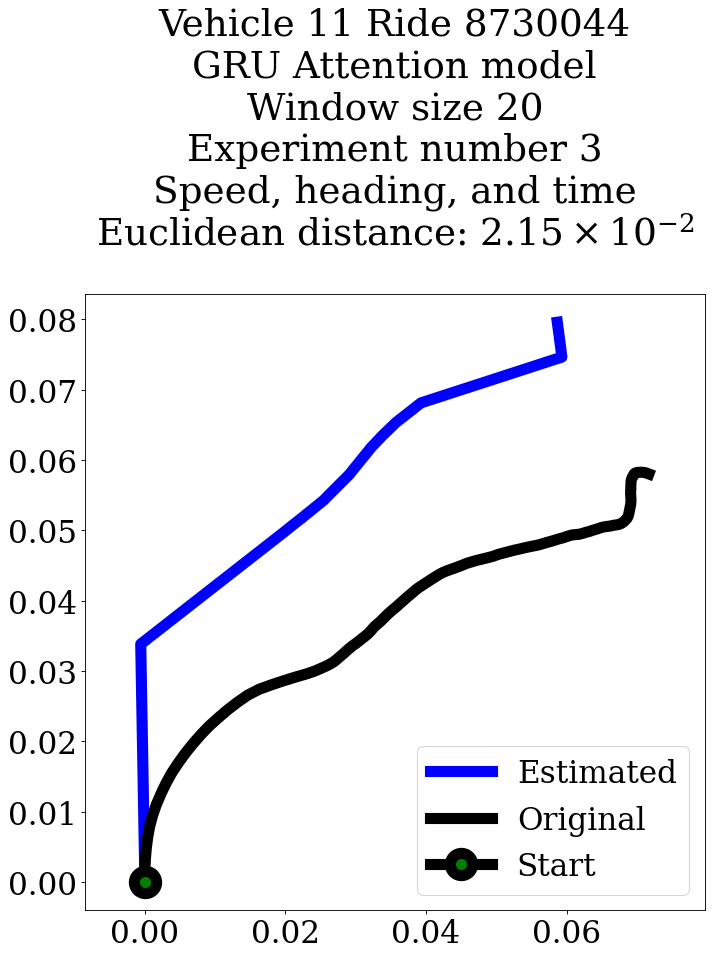 Vehicle 11 Ride 8730044
GRU Attention model
Window size 20
Experiment number 3
Speed, heading, and time
Euclidean distance: 2.15 × 10⁻²
0.08
0.07
0.06
0.05
0.04
0.03
0.02
0.01
0.00
Estimated
Original
Start
0.00 0.02 0.04 0.06